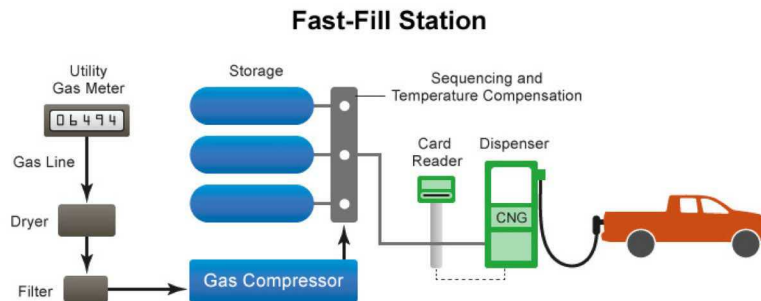 Fast-Fill Station
Utility
Gas Meter
06494
Gas Line
Dryer
Filter
Storage
Gas Compressor
Sequencing and
Temperature Compensation
Card
Reader
Dispenser
CNG